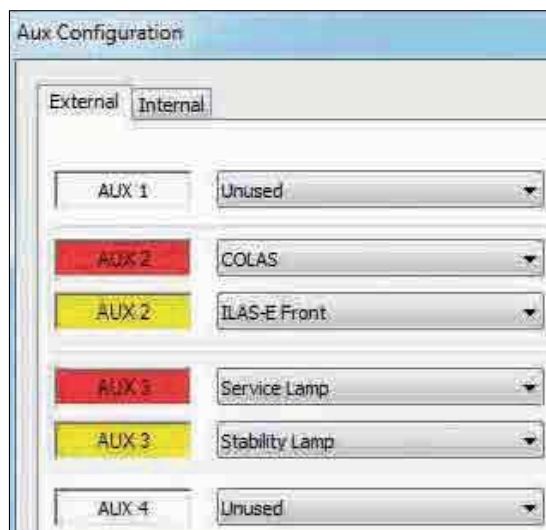 Aux Configuration
External Internal
AUX 1 Unused
AUX 2 COLAS
AUX 2 ILAS-E Front
AUX 3 Service Lamp
AUX 3 Stability Lamp
AUX 4 Unused